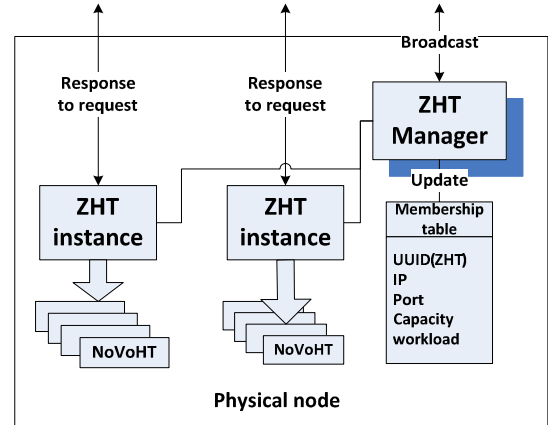 Broadcast
Response
to request
Response
to request
ZHT
Manager
Update
ZHT
instance
ZHT
instance
Membership
table
UUID(ZHT)
IP
Port
Capacity
workload
NoVoHT
NoVoHT
Physical node